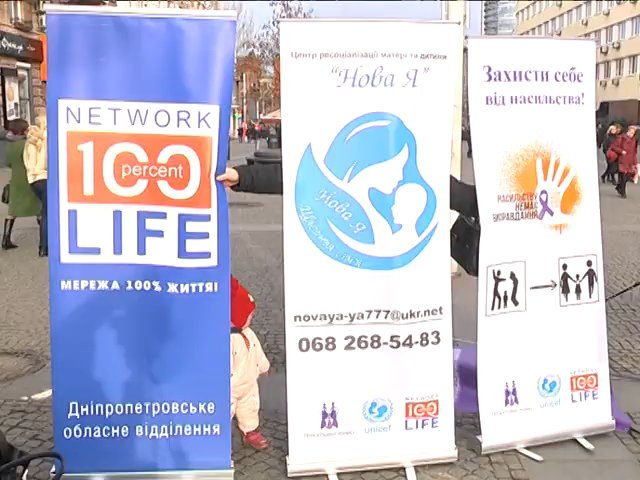 NETWORK
100
percent
LIFE
МЕРЕЖА 100% ЖИТТЯ!
Дніпропетровське
обласне відділення
Центр ресоціалізації матері та дитини
"Нова Я"
Нова Я
novaya-ya777@ukr.net
068 268-54-83
unicef
NETWORK
100
LIFE
Захисти себе
від насильства!
НАСИЛЬСТВУ
НЕМАЄ
ВИПРАВДАННЯ
unicef
NETWORK
100
LIFE